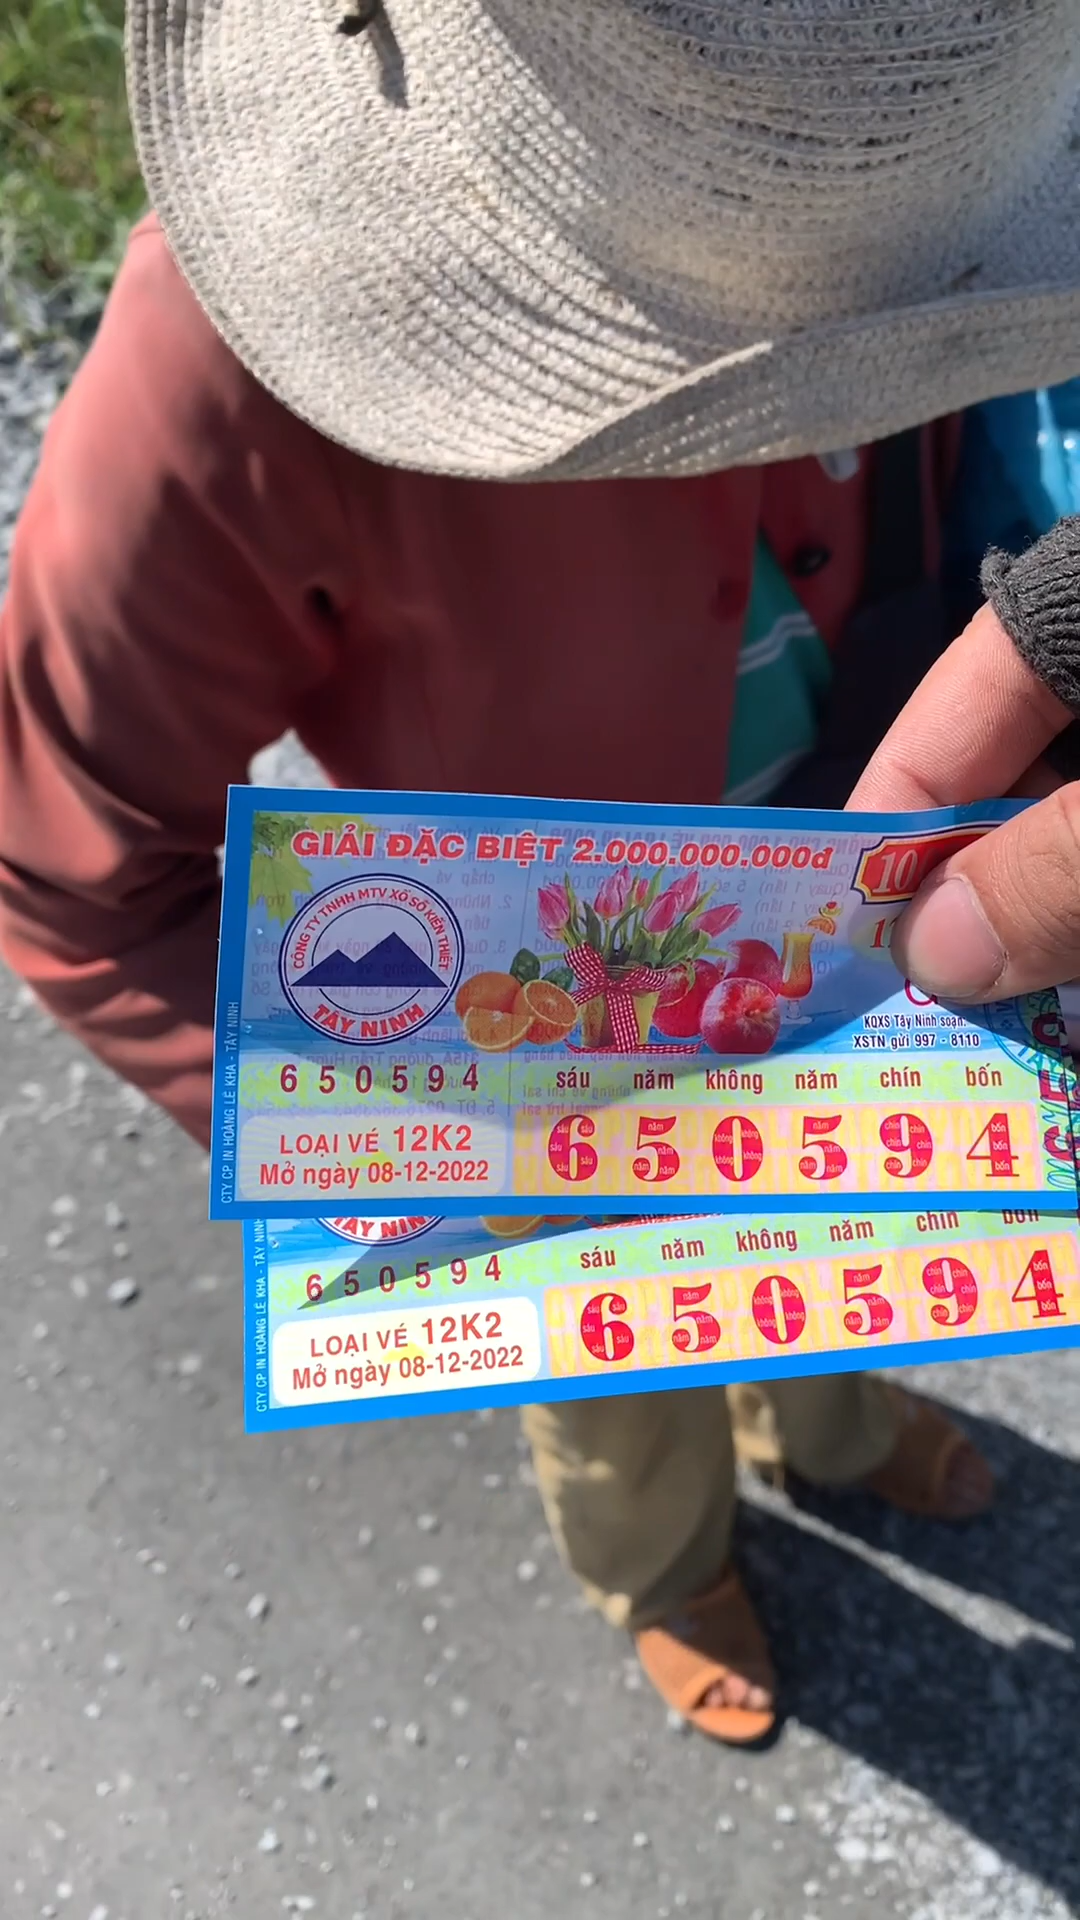 GIẢI ĐẶC BIỆT 2.000.000.000đ
10
CÔNG TY TNHH MTV XỔ SỐ KIẾN THIẾT
TÂY NINH
KQXS Tây Ninh soạn:
XSTN gửi 997 - 8110
CTY CP IN HOÀNG LÊ KHA - TÂY NINH
650594
sáu năm không năm chín bốn
LOẠI VÉ 12K2
Mở ngày 08-12-2022
650594
TÂY NINH
CTY CP IN HOÀNG LÊ KHA - TÂY NINH
650594
sáu năm không năm chín bốn
LOẠI VÉ 12K2
Mở ngày 08-12-2022
650594